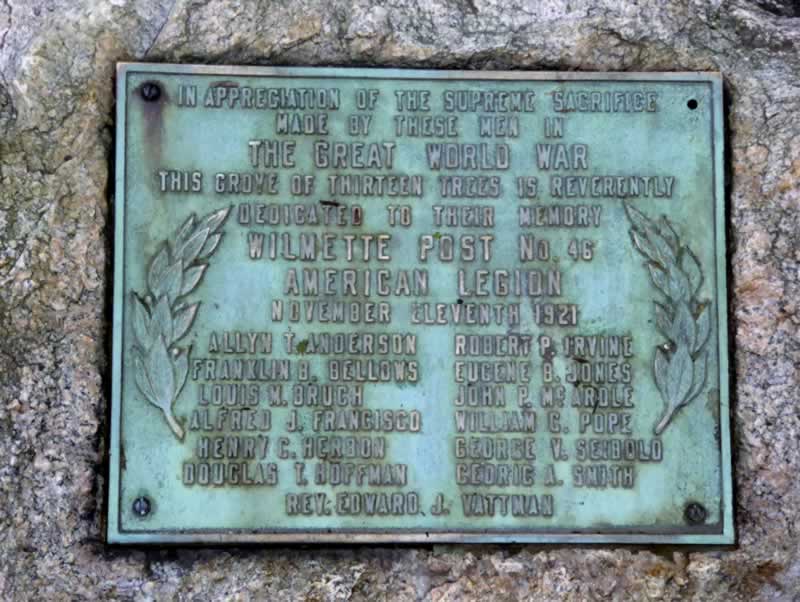 IN APPRECIATION OF THE SUPREME SACRIFICE
MADE BY THESE MEN IN
THE GREAT WORLD WAR
THIS GROVE OF THIRTEEN TREES IS REVERENTLY
DEDICATED TO THEIR MEMORY
WILMETTE POST No. 46
AMERICAN LEGION
NOVEMBER ELEVENTH 1921
ALLYN T. ANDERSON
FRANKLIN B. BELLOWS
LOUIS M. BRUCH
ALFRED J. FRANCISCO
HENRY C. HERBON
DOUGLAS T. HOFFMAN
ROBERT P. IRVINE
EUGENE B. JONES
JOHN P. McARDLE
WILLIAM G. POPE
GEORGE V. SEIBOLD
CEDRIC A. SMITH
REV. EDWARD J. VATTMAN